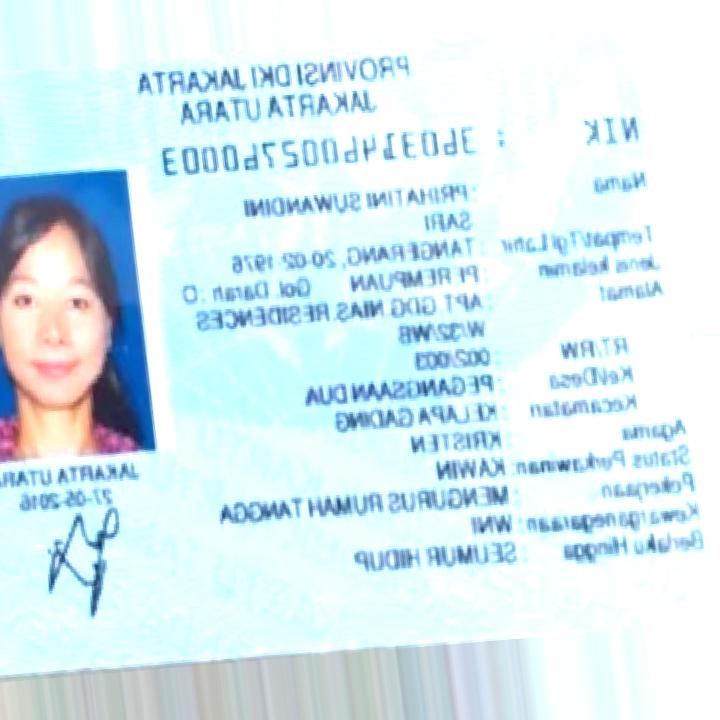 PROVINSI DKI JAKARTA
JAKARTA UTARA
NIK : 3603146002760003
Nama : PRIHATINI SUWANDINI
SARI
Tempat/Tgl Lahir : TANGERANG, 20-02-1976
Jenis kelamin : PEREMPUAN Gol. Darah : O
Alamat : APT GDG NIAS RESIDENCES
W/32/WB
RT/RW : 002/003
Kel/Desa : PEGANGSAAN DUA
Kecamatan : KELAPA GADING
Agama : KRISTEN
Status Perkawinan: KAWIN
Pekerjaan : MENGURUS RUMAH TANGGA
Kewarganegaraan: WNI
Berlaku Hingga : SEUMUR HIDUP
JAKARTA UTARA
27-05-2016